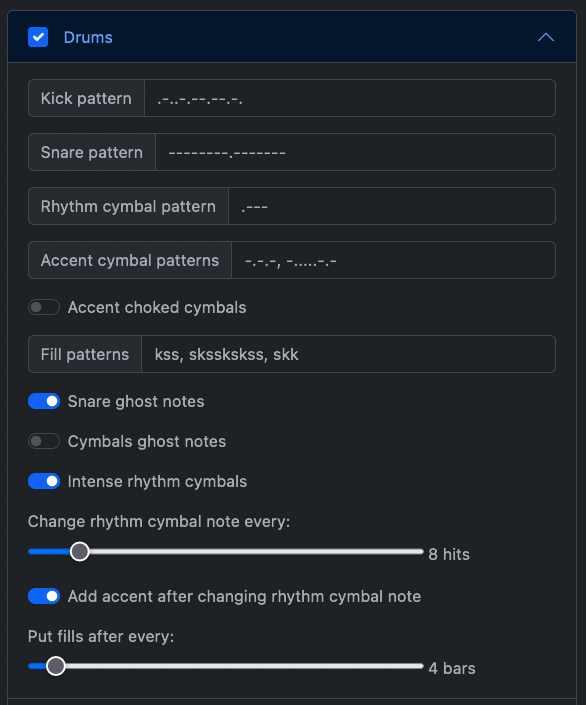 Drums
Kick pattern .-..-.--.--.-.
Snare pattern --------.-------
Rhythm cymbal pattern .---
Accent cymbal patterns -.-.-, -.....-.-
Accent choked cymbals
Fill patterns kss, skssskskss, skk
Snare ghost notes
Cymbals ghost notes
Intense rhythm cymbals
Change rhythm cymbal note every:
8 hits
Add accent after changing rhythm cymbal note
Put fills after every:
4 bars